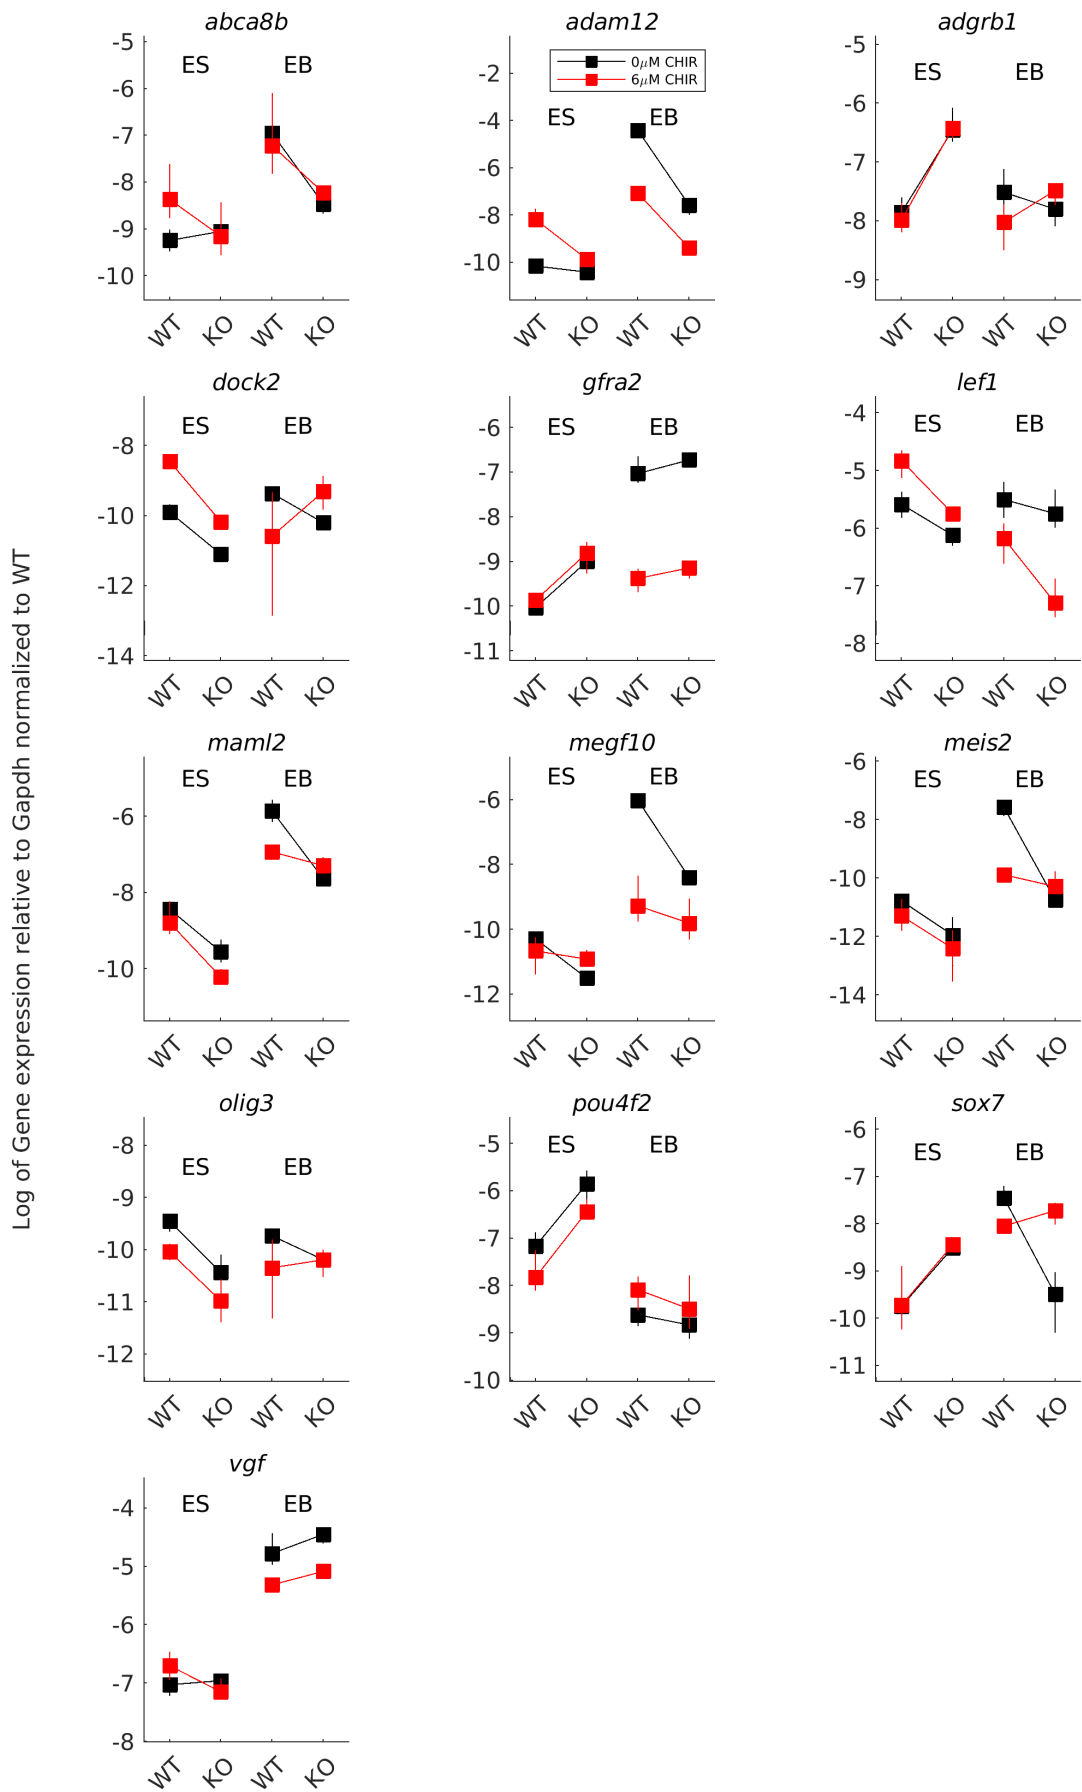 abca8b
adam12
adgrb1
-5
-6
-7
-8
-9
-10
ES
EB
WT
KO
WT
KO
-2
-4
-6
-8
-10
0μM CHIR
6μM CHIR
ES
EB
WT
KO
WT
KO
-5
-6
-7
-8
-9
ES
EB
WT
KO
WT
KO
dock2
gfra2
lef1
-8
-10
-12
-14
ES
EB
WT
KO
WT
KO
-6
-7
-8
-9
-10
-11
ES
EB
WT
KO
WT
KO
-4
-5
-6
-7
-8
ES
EB
WT
KO
WT
KO
Log of Gene expression relative to Gapdh normalized to WT
maml2
megf10
meis2
-6
-8
-10
ES
EB
WT
KO
WT
KO
-6
-8
-10
-12
ES
EB
WT
KO
WT
KO
-6
-8
-10
-12
-14
ES
EB
WT
KO
WT
KO
olig3
pou4f2
sox7
-8
-9
-10
-11
-12
ES
EB
WT
KO
WT
KO
-5
-6
-7
-8
-9
-10
ES
EB
WT
KO
WT
KO
-6
-7
-8
-9
-10
-11
ES
EB
WT
KO
WT
KO
vgf
-4
-5
-6
-7
-8
ES
EB
WT
KO
WT
KO